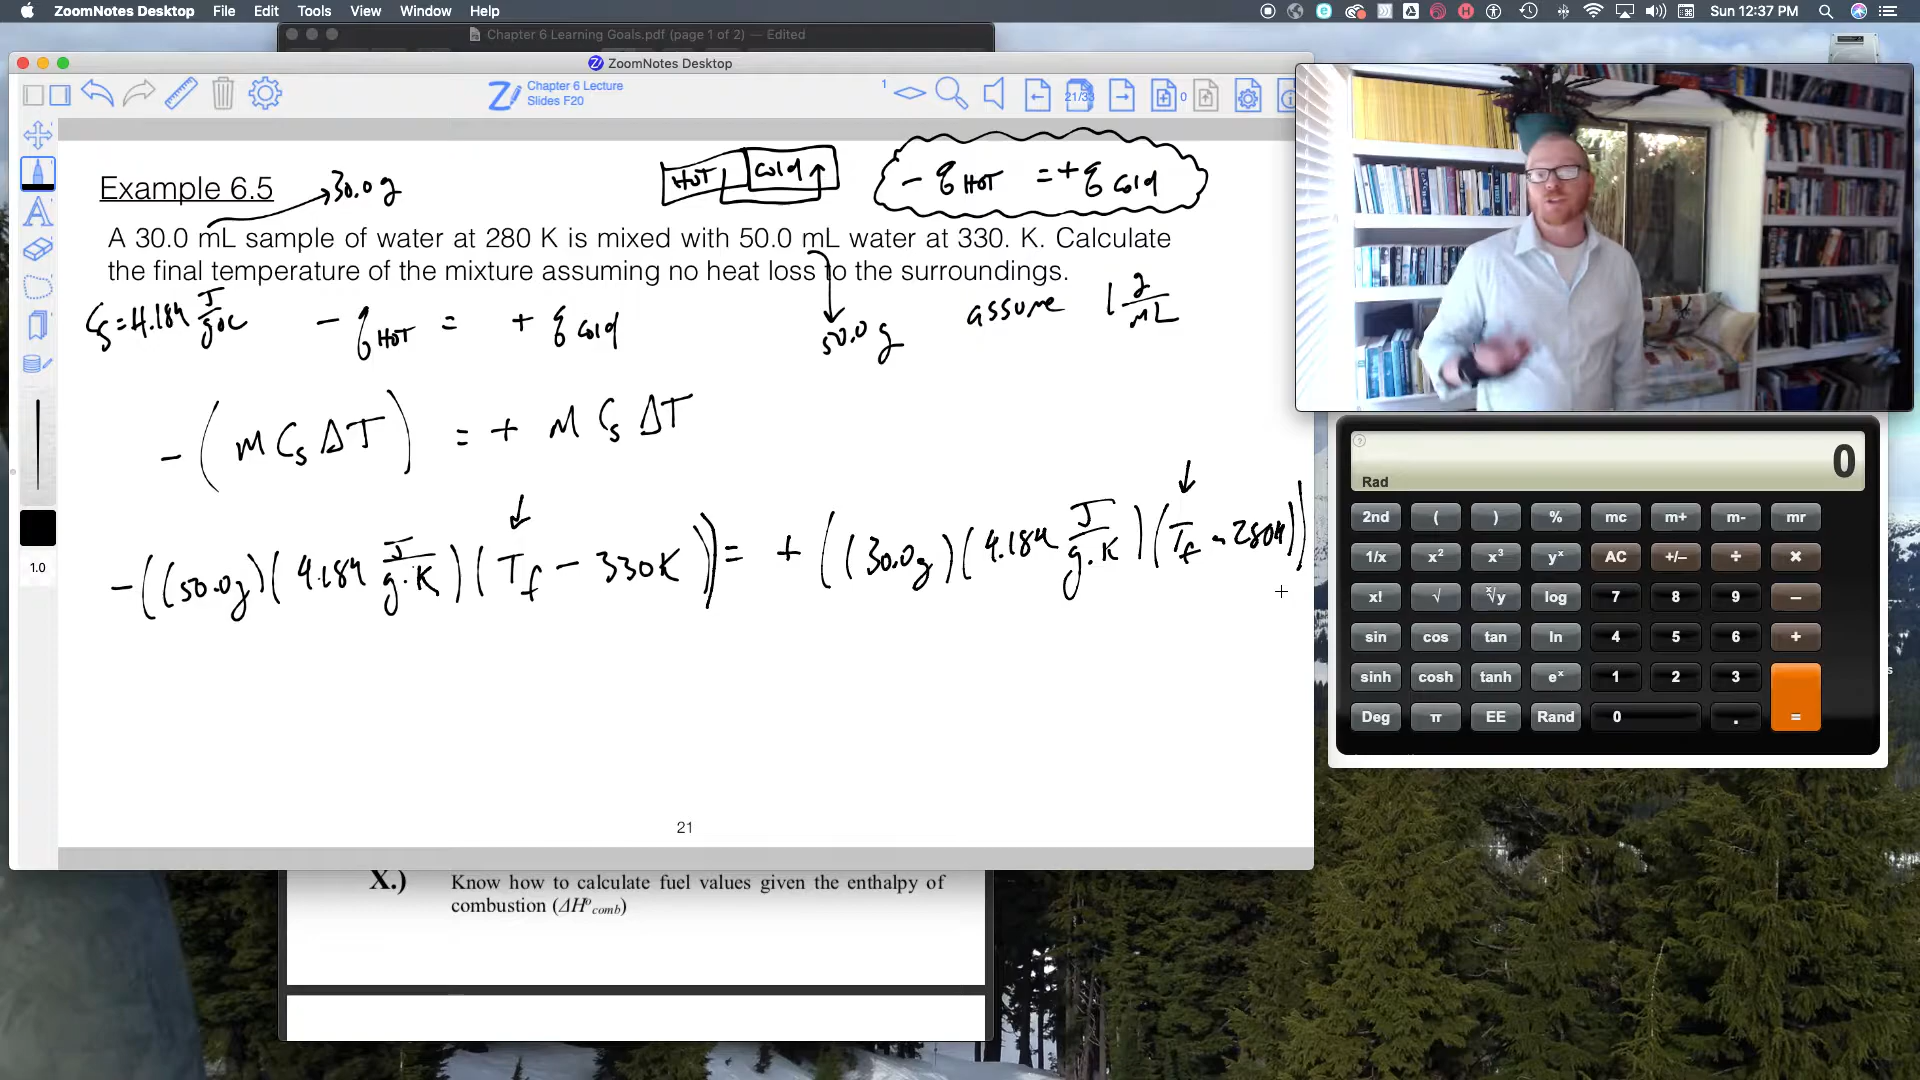 ZoomNotes Desktop File Edit Tools View Window Help Sun 12:37 PM
Chapter 6 Learning Goals.pdf (page 1 of 2) — Edited
ZoomNotes Desktop
Chapter 6 Lecture
Slides F20
1 21/33 0
HOT Cold
- q HOT = + q Cold
Example 6.5
30.0 g
A 30.0 mL sample of water at 280 K is mixed with 50.0 mL water at 330. K. Calculate
the final temperature of the mixture assuming no heat loss to the surroundings.
Cs = 4.184 J/g°C
- q HOT = + q Cold
50.0 g
assume 1 g/mL
- (m Cs ΔT) = + m Cs ΔT
- ((50.0g)(4.184 J/g·K)(Tf - 330K)) = + ((30.0g)(4.184 J/g·K)(Tf - 280K))
1.0
21
X.) Know how to calculate fuel values given the enthalpy of
combustion (ΔH°comb)
0
Rad
2nd ( ) % mc m+ m- mr
1/x x² x³ yˣ AC +/− ÷ ×
x! √ ˣ√y log 7 8 9 −
sin cos tan ln 4 5 6 +
sinh cosh tanh eˣ 1 2 3
Deg π EE Rand 0 . =